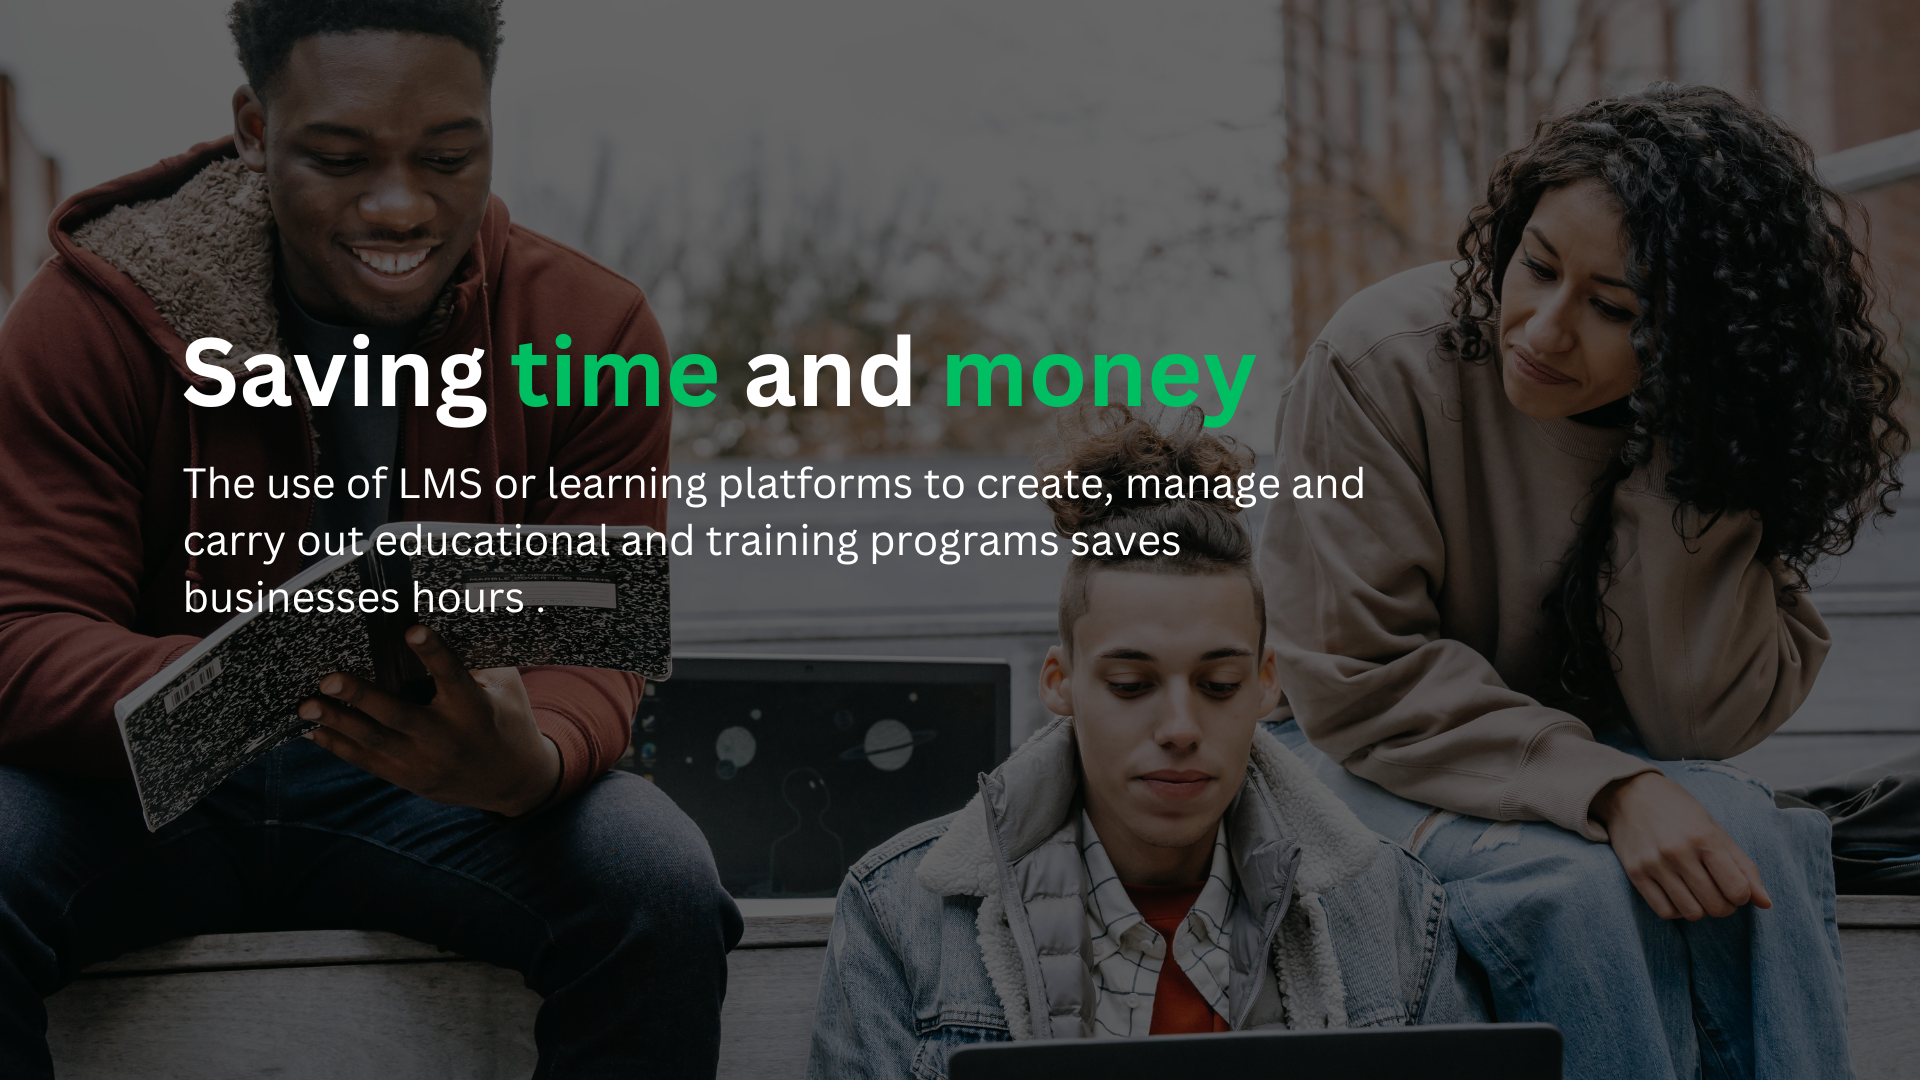 Saving time and money
The use of LMS or learning platforms to create, manage and
carry out educational and training programs saves
businesses hours .